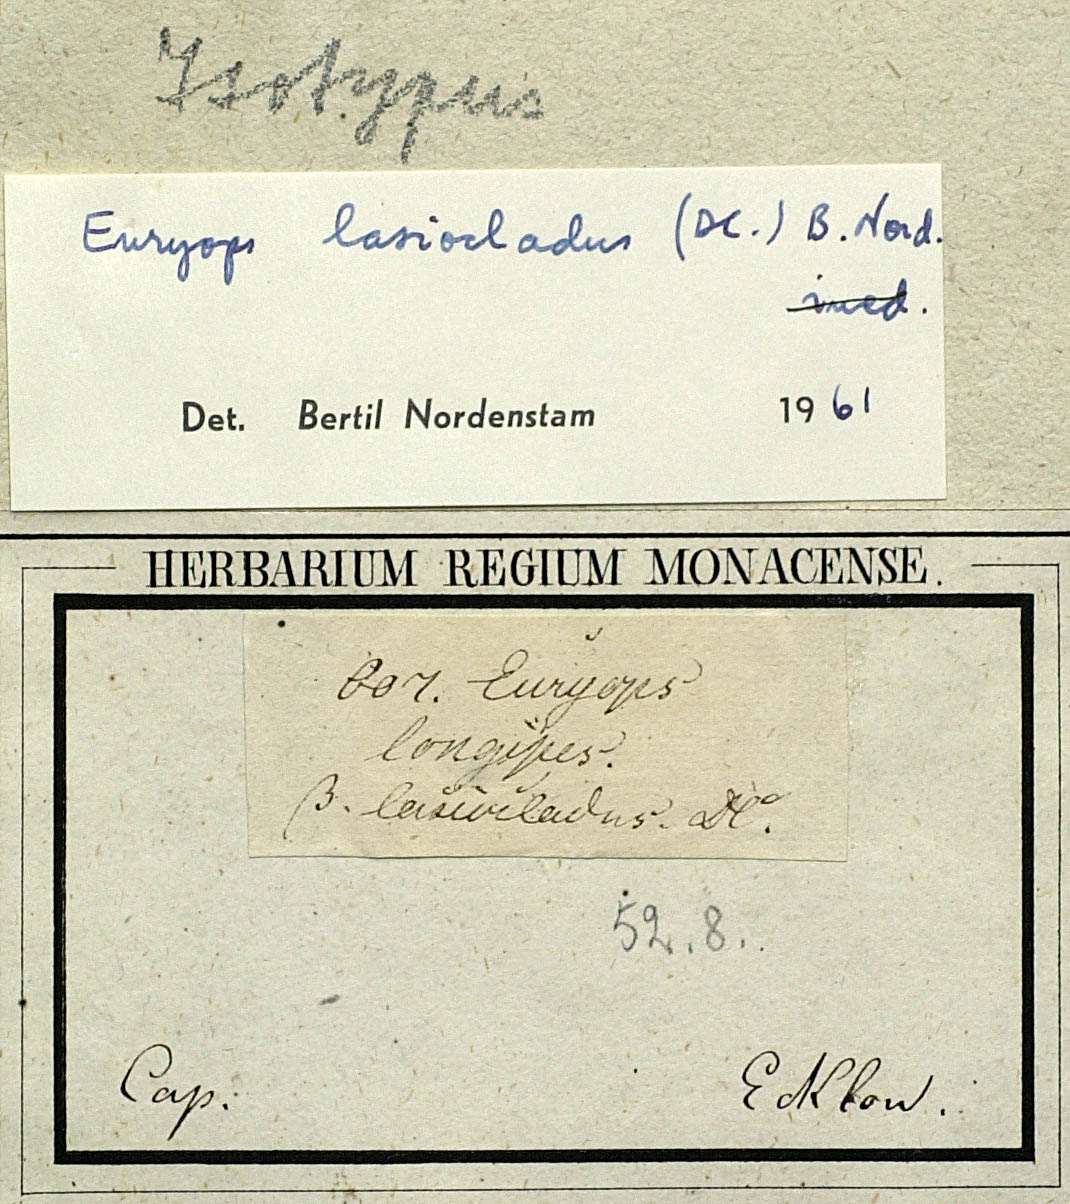 Isotypus
Euryops lasiocladus (DC.) B. Nord.
ined.
Det. Bertil Nordenstam 1961
HERBARIUM REGIUM MONACENSE.
Euryops
longipes.
β. lasiocladus. DC.
52.8.
Cap. Ecklow.